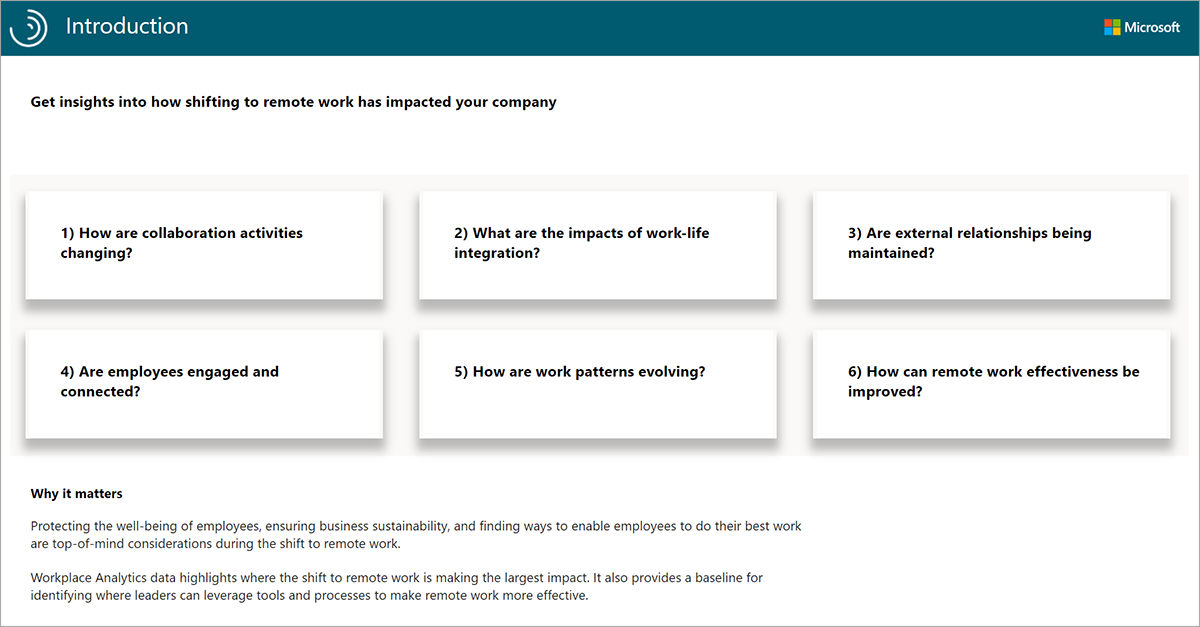 Introduction
Microsoft
Get insights into how shifting to remote work has impacted your company
1) How are collaboration activities
changing?
2) What are the impacts of work-life
integration?
3) Are external relationships being
maintained?
4) Are employees engaged and
connected?
5) How are work patterns evolving?
6) How can remote work effectiveness be
improved?
Why it matters
Protecting the well-being of employees, ensuring business sustainability, and finding ways to enable employees to do their best work
are top-of-mind considerations during the shift to remote work.
Workplace Analytics data highlights where the shift to remote work is making the largest impact. It also provides a baseline for
identifying where leaders can leverage tools and processes to make remote work more effective.